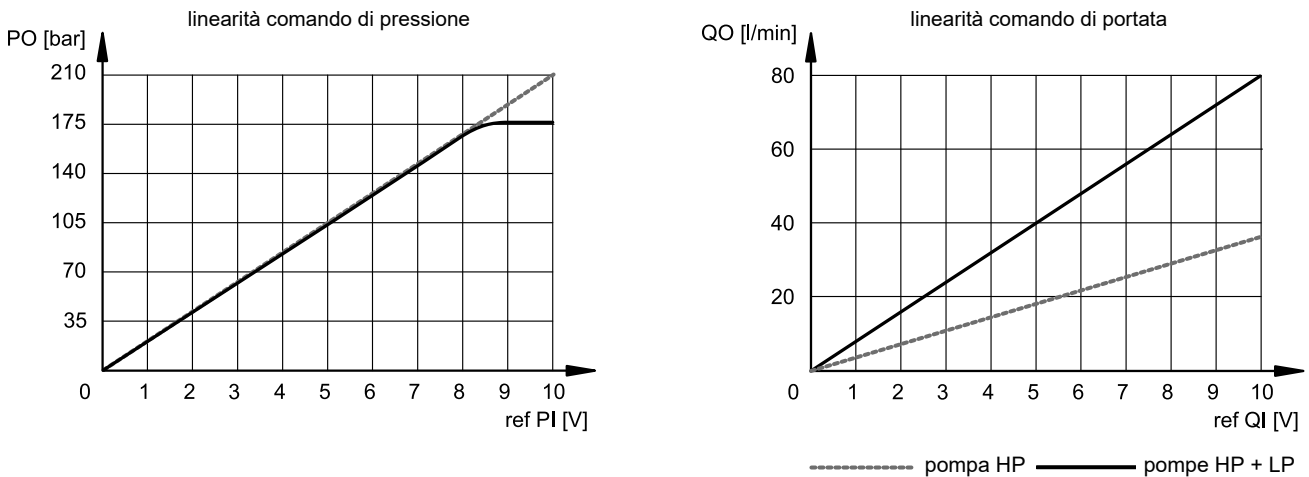 linearità comando di pressione
PO [bar]
210
175
140
105
70
35
0 1 2 3 4 5 6 7 8 9 10
ref PI [V]
linearità comando di portata
QO [l/min]
80
60
40
20
0 1 2 3 4 5 6 7 8 9 10
ref QI [V]
pompa HP pompe HP + LP